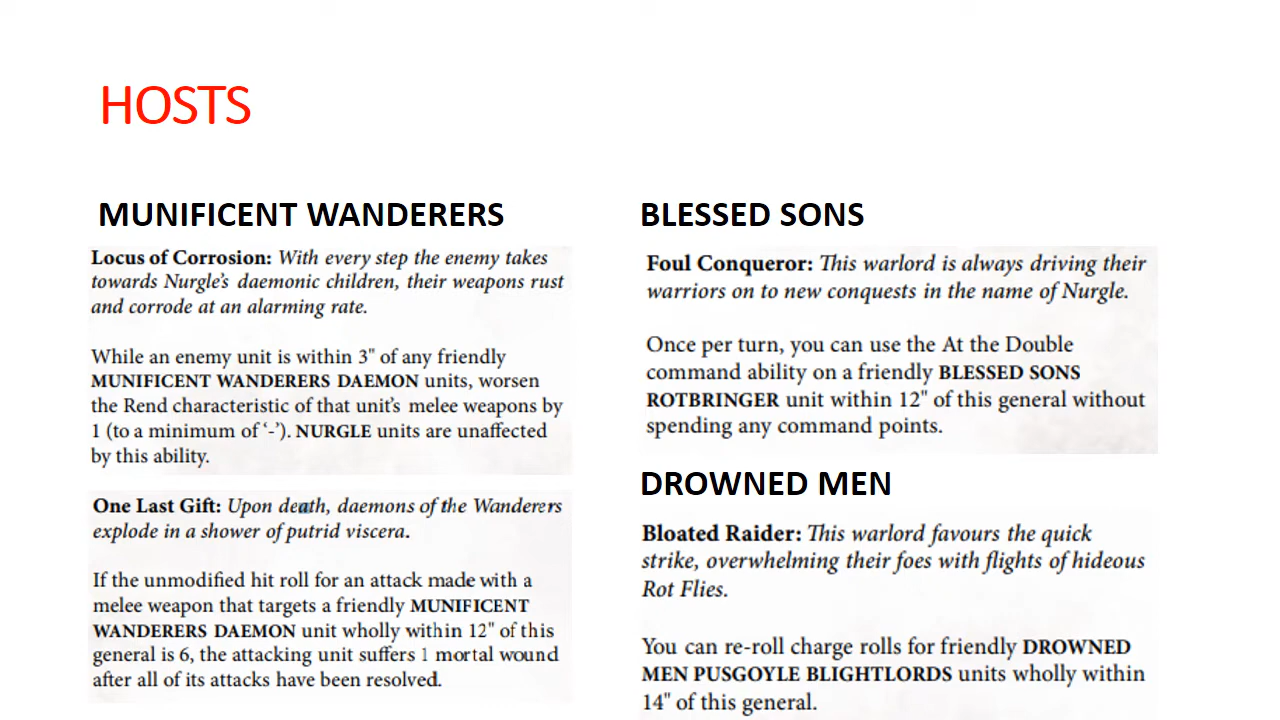 HOSTS
MUNIFICENT WANDERERS
Locus of Corrosion: With every step the enemy takes
towards Nurgle's daemonic children, their weapons rust
and corrode at an alarming rate.
While an enemy unit is within 3" of any friendly
MUNIFICENT WANDERERS DAEMON units, worsen
the Rend characteristic of that unit's melee weapons by
1 (to a minimum of '-'). NURGLE units are unaffected
by this ability.
One Last Gift: Upon death, daemons of the Wanderers
explode in a shower of putrid viscera.
If the unmodified hit roll for an attack made with a
melee weapon that targets a friendly MUNIFICENT
WANDERERS DAEMON unit wholly within 12" of this
general is 6, the attacking unit suffers 1 mortal wound
after all of its attacks have been resolved.
BLESSED SONS
Foul Conqueror: This warlord is always driving their
warriors on to new conquests in the name of Nurgle.
Once per turn, you can use the At the Double
command ability on a friendly BLESSED SONS
ROTBRINGER unit within 12" of this general without
spending any command points.
DROWNED MEN
Bloated Raider: This warlord favours the quick
strike, overwhelming their foes with flights of hideous
Rot Flies.
You can re-roll charge rolls for friendly DROWNED
MEN PUSGOYLE BLIGHTLORDS units wholly within
14" of this general.